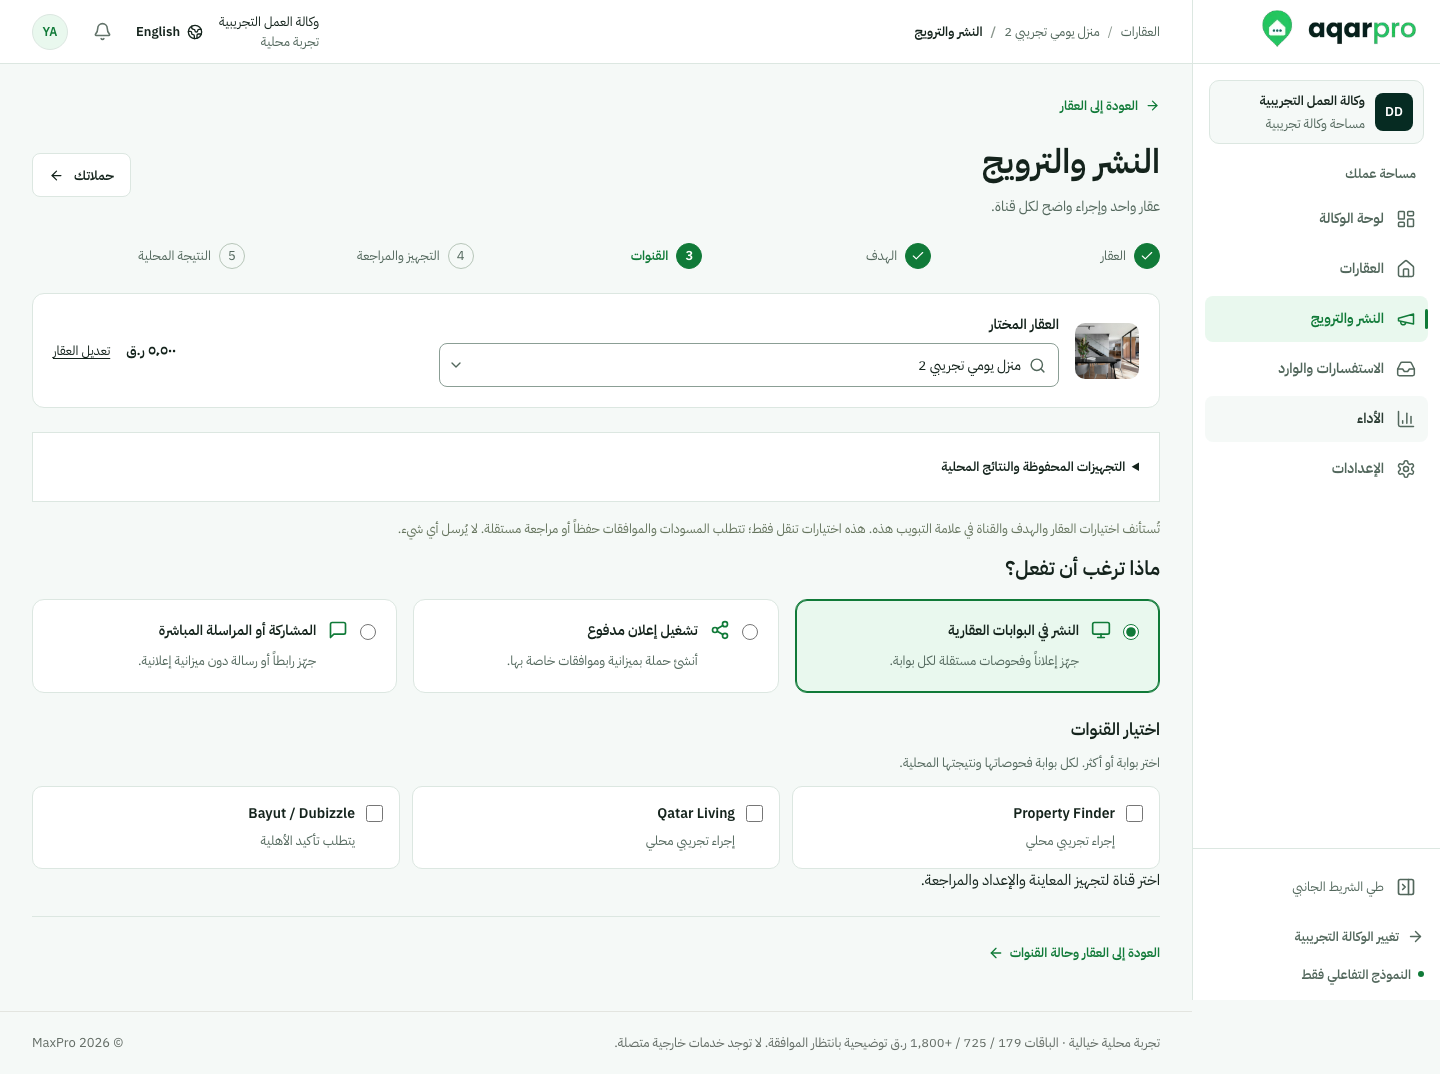 aqarpro
العقارات / منزل يومي تجريبي 2 / النشر والترويج
وكالة العمل التجريبية
تجربة محلية
English
YA
DD
وكالة العمل التجريبية
مساحة وكالة تجريبية
مساحة عملك
لوحة الوكالة
العقارات
النشر والترويج
الاستفسارات والوارد
الأداء
الإعدادات
طي الشريط الجانبي
تغيير الوكالة التجريبية
النموذج التفاعلي فقط
العودة إلى العقار
النشر والترويج
حملاتك
عقار واحد وإجراء واضح لكل قناة.
العقار
الهدف
3 القنوات
4 التجهيز والمراجعة
5 النتيجة المحلية
العقار المختار
منزل يومي تجريبي 2
٥,٥٠٠ ر.ق
تعديل العقار
التجهيزات المحفوظة والنتائج المحلية
تُستأنف اختيارات العقار والهدف والقناة في علامة التبويب هذه. هذه اختيارات تنقل فقط؛ تتطلب المسودات والموافقات حفظاً أو مراجعة مستقلة. لا يُرسل أي شيء.
ماذا ترغب أن تفعل؟
النشر في البوابات العقارية
جهّز إعلاناً وفحوصات مستقلة لكل بوابة.
تشغيل إعلان مدفوع
أنشئ حملة بميزانية وموافقات خاصة بها.
المشاركة أو المراسلة المباشرة
جهّز رابطاً أو رسالة دون ميزانية إعلانية.
اختيار القنوات
اختر بوابة أو أكثر. لكل بوابة فحوصاتها ونتيجتها المحلية.
Property Finder
إجراء تجريبي محلي
Qatar Living
إجراء تجريبي محلي
Bayut / Dubizzle
يتطلب تأكيد الأهلية
اختر قناة لتجهيز المعاينة والإعداد والمراجعة.
العودة إلى العقار وحالة القنوات
تجربة محلية خيالية · الباقات 179 / 725 / +1,800 ر.ق توضيحية بانتظار الموافقة. لا توجد خدمات خارجية متصلة.
© 2026 MaxPro